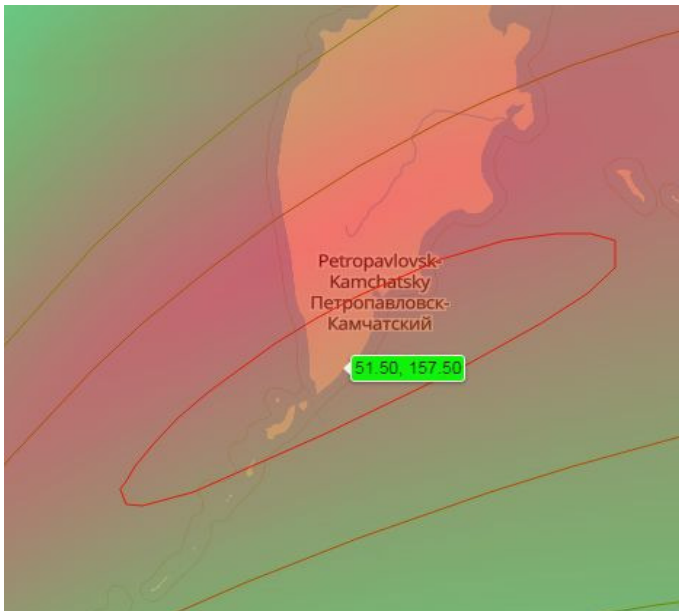 Petropavlovsk-
Kamchatsky
Петропавловск-
Камчатский
51.50, 157.50